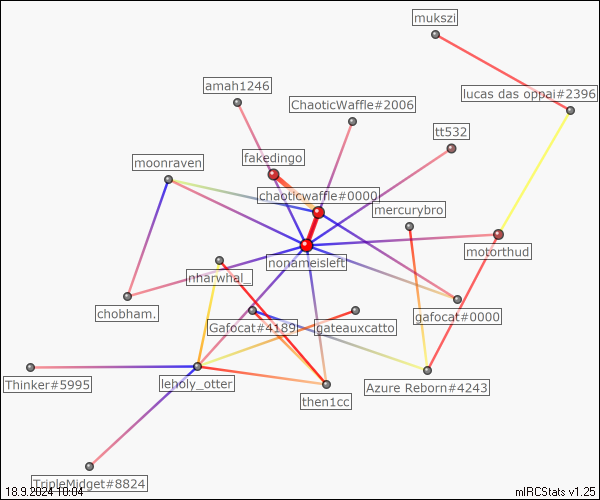 mukszi
amah1246
lucas das oppai#2396
ChaoticWaffle#2006
tt532
fakedingo
moonraven
chaoticwaffle#0000
mercurybro
motorthud
nonameisleft
nharwhal_
chobham.
gafocat#0000
Gafocat#4189
gateauxcatto
Thinker#5995
leholy_otter
Azure Reborn#4243
then1cc
TripleMidget#8824
18.9.2024 10:04
mIRCStats v1.25